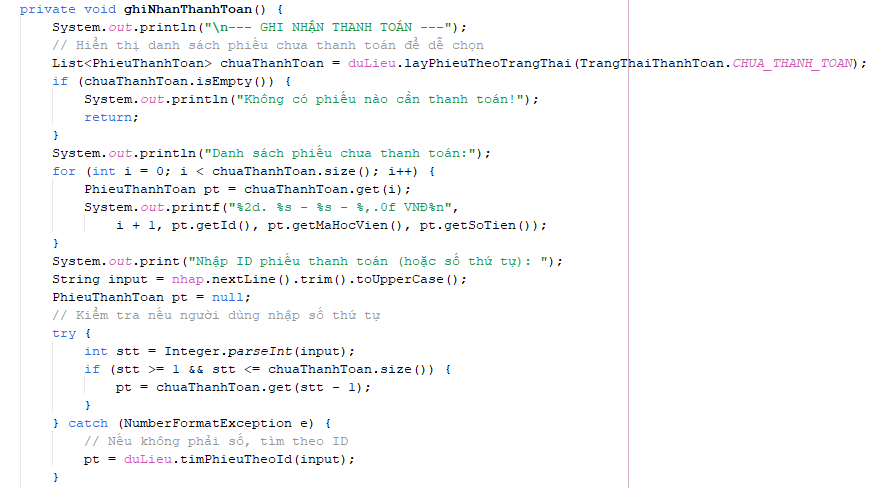 private void ghiNhanThanhToan() {
    System.out.println("\n--- GHI NHẬN THANH TOÁN ---");
    // Hiển thị danh sách phiếu chưa thanh toán để dễ chọn
    List<PhieuThanhToan> chuaThanhToan = duLieu.layPhieuTheoTrangThai(TrangThaiThanhToan.CHUA_THANH_TOAN);
    if (chuaThanhToan.isEmpty()) {
        System.out.println("Không có phiếu nào cần thanh toán!");
        return;
    }
    System.out.println("Danh sách phiếu chưa thanh toán:");
    for (int i = 0; i < chuaThanhToan.size(); i++) {
        PhieuThanhToan pt = chuaThanhToan.get(i);
        System.out.printf("%2d. %s - %s - %,.0f VNĐ%n",
            i + 1, pt.getId(), pt.getMaHocVien(), pt.getSoTien());
    }
    System.out.print("Nhập ID phiếu thanh toán (hoặc số thứ tự): ");
    String input = nhap.nextLine().trim().toUpperCase();
    PhieuThanhToan pt = null;
    // Kiểm tra nếu người dùng nhập số thứ tự
    try {
        int stt = Integer.parseInt(input);
        if (stt >= 1 && stt <= chuaThanhToan.size()) {
            pt = chuaThanhToan.get(stt - 1);
        }
    } catch (NumberFormatException e) {
        // Nếu không phải số, tìm theo ID
        pt = duLieu.timPhieuTheoId(input);
    }